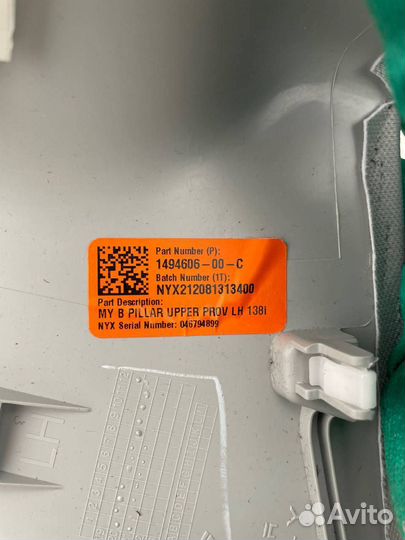 Part Number (P):
1494606-00-C
Batch Number (1T):
NYX212081313400
Part Description:
MY B PILLAR UPPER PROV LH 138i
NYX Serial Number: 046794899
LH
Avito